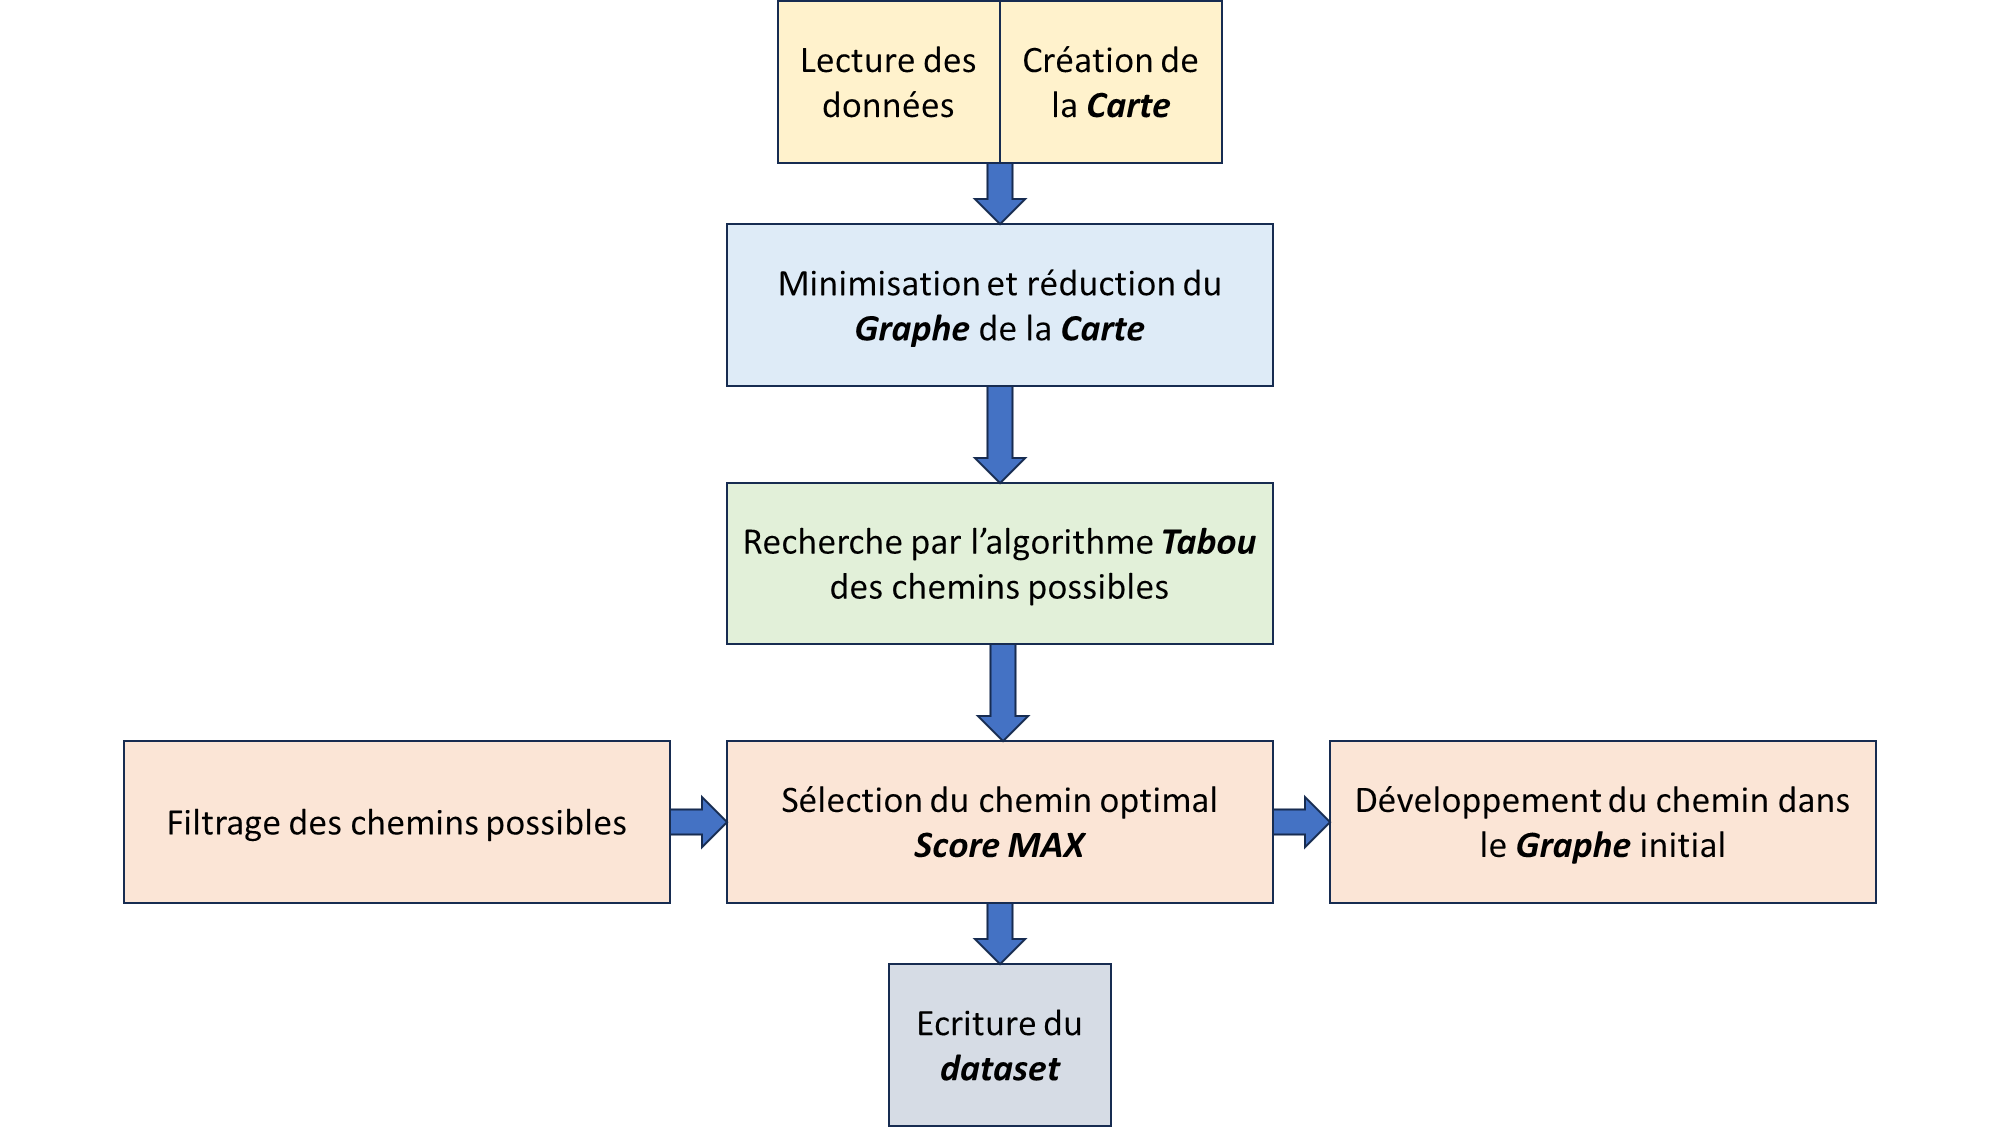 Lecture des
données
Création de
la Carte
Minimisation et réduction du
Graphe de la Carte
Recherche par l’algorithme Tabou
des chemins possibles
Filtrage des chemins possibles
Sélection du chemin optimal
Score MAX
Développement du chemin dans
le Graphe initial
Ecriture du
dataset